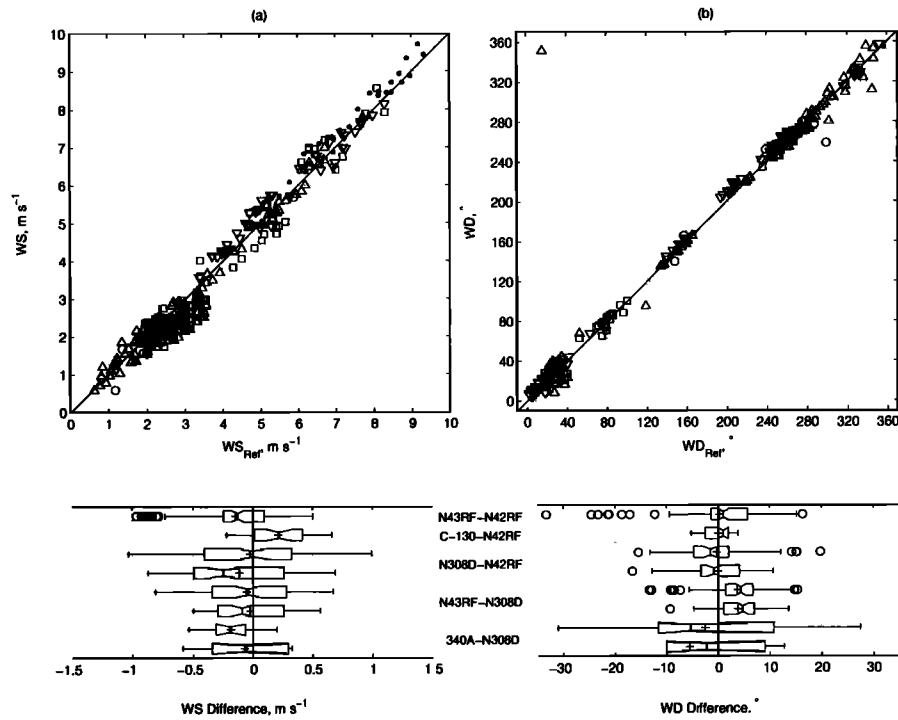 (a)
(b)
10
9
8
7
6
5
4
3
2
1
0
WS, m s⁻¹
0 1 2 3 4 5 6 7 8 9 10
WS_Ref, m s⁻¹
360
320
280
240
200
160
120
80
40
0
WD, °
0 40 80 120 160 200 240 280 320 360
WD_Ref, °
N43RF-N42RF
C-130-N42RF
N308D-N42RF
N43RF-N308D
340A-N308D
-1.5 -1 -0.5 0 0.5 1 1 5
WS Difference, m s⁻¹
-30 -20 -10 0 10 20 30
WD Difference. °